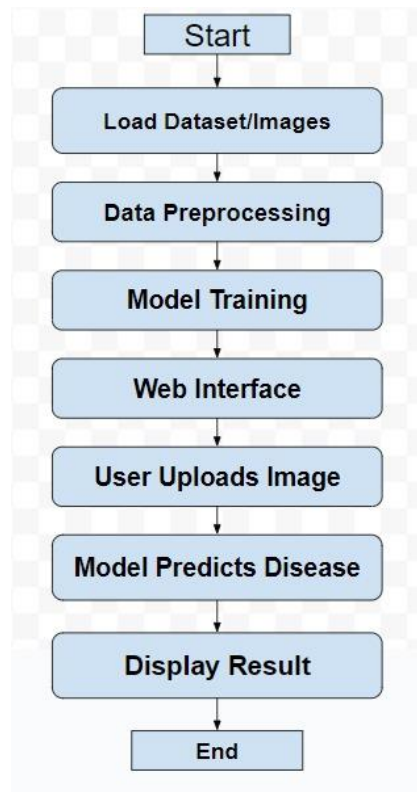 Start
Load Dataset/Images
Data Preprocessing
Model Training
Web Interface
User Uploads Image
Model Predicts Disease
Display Result
End